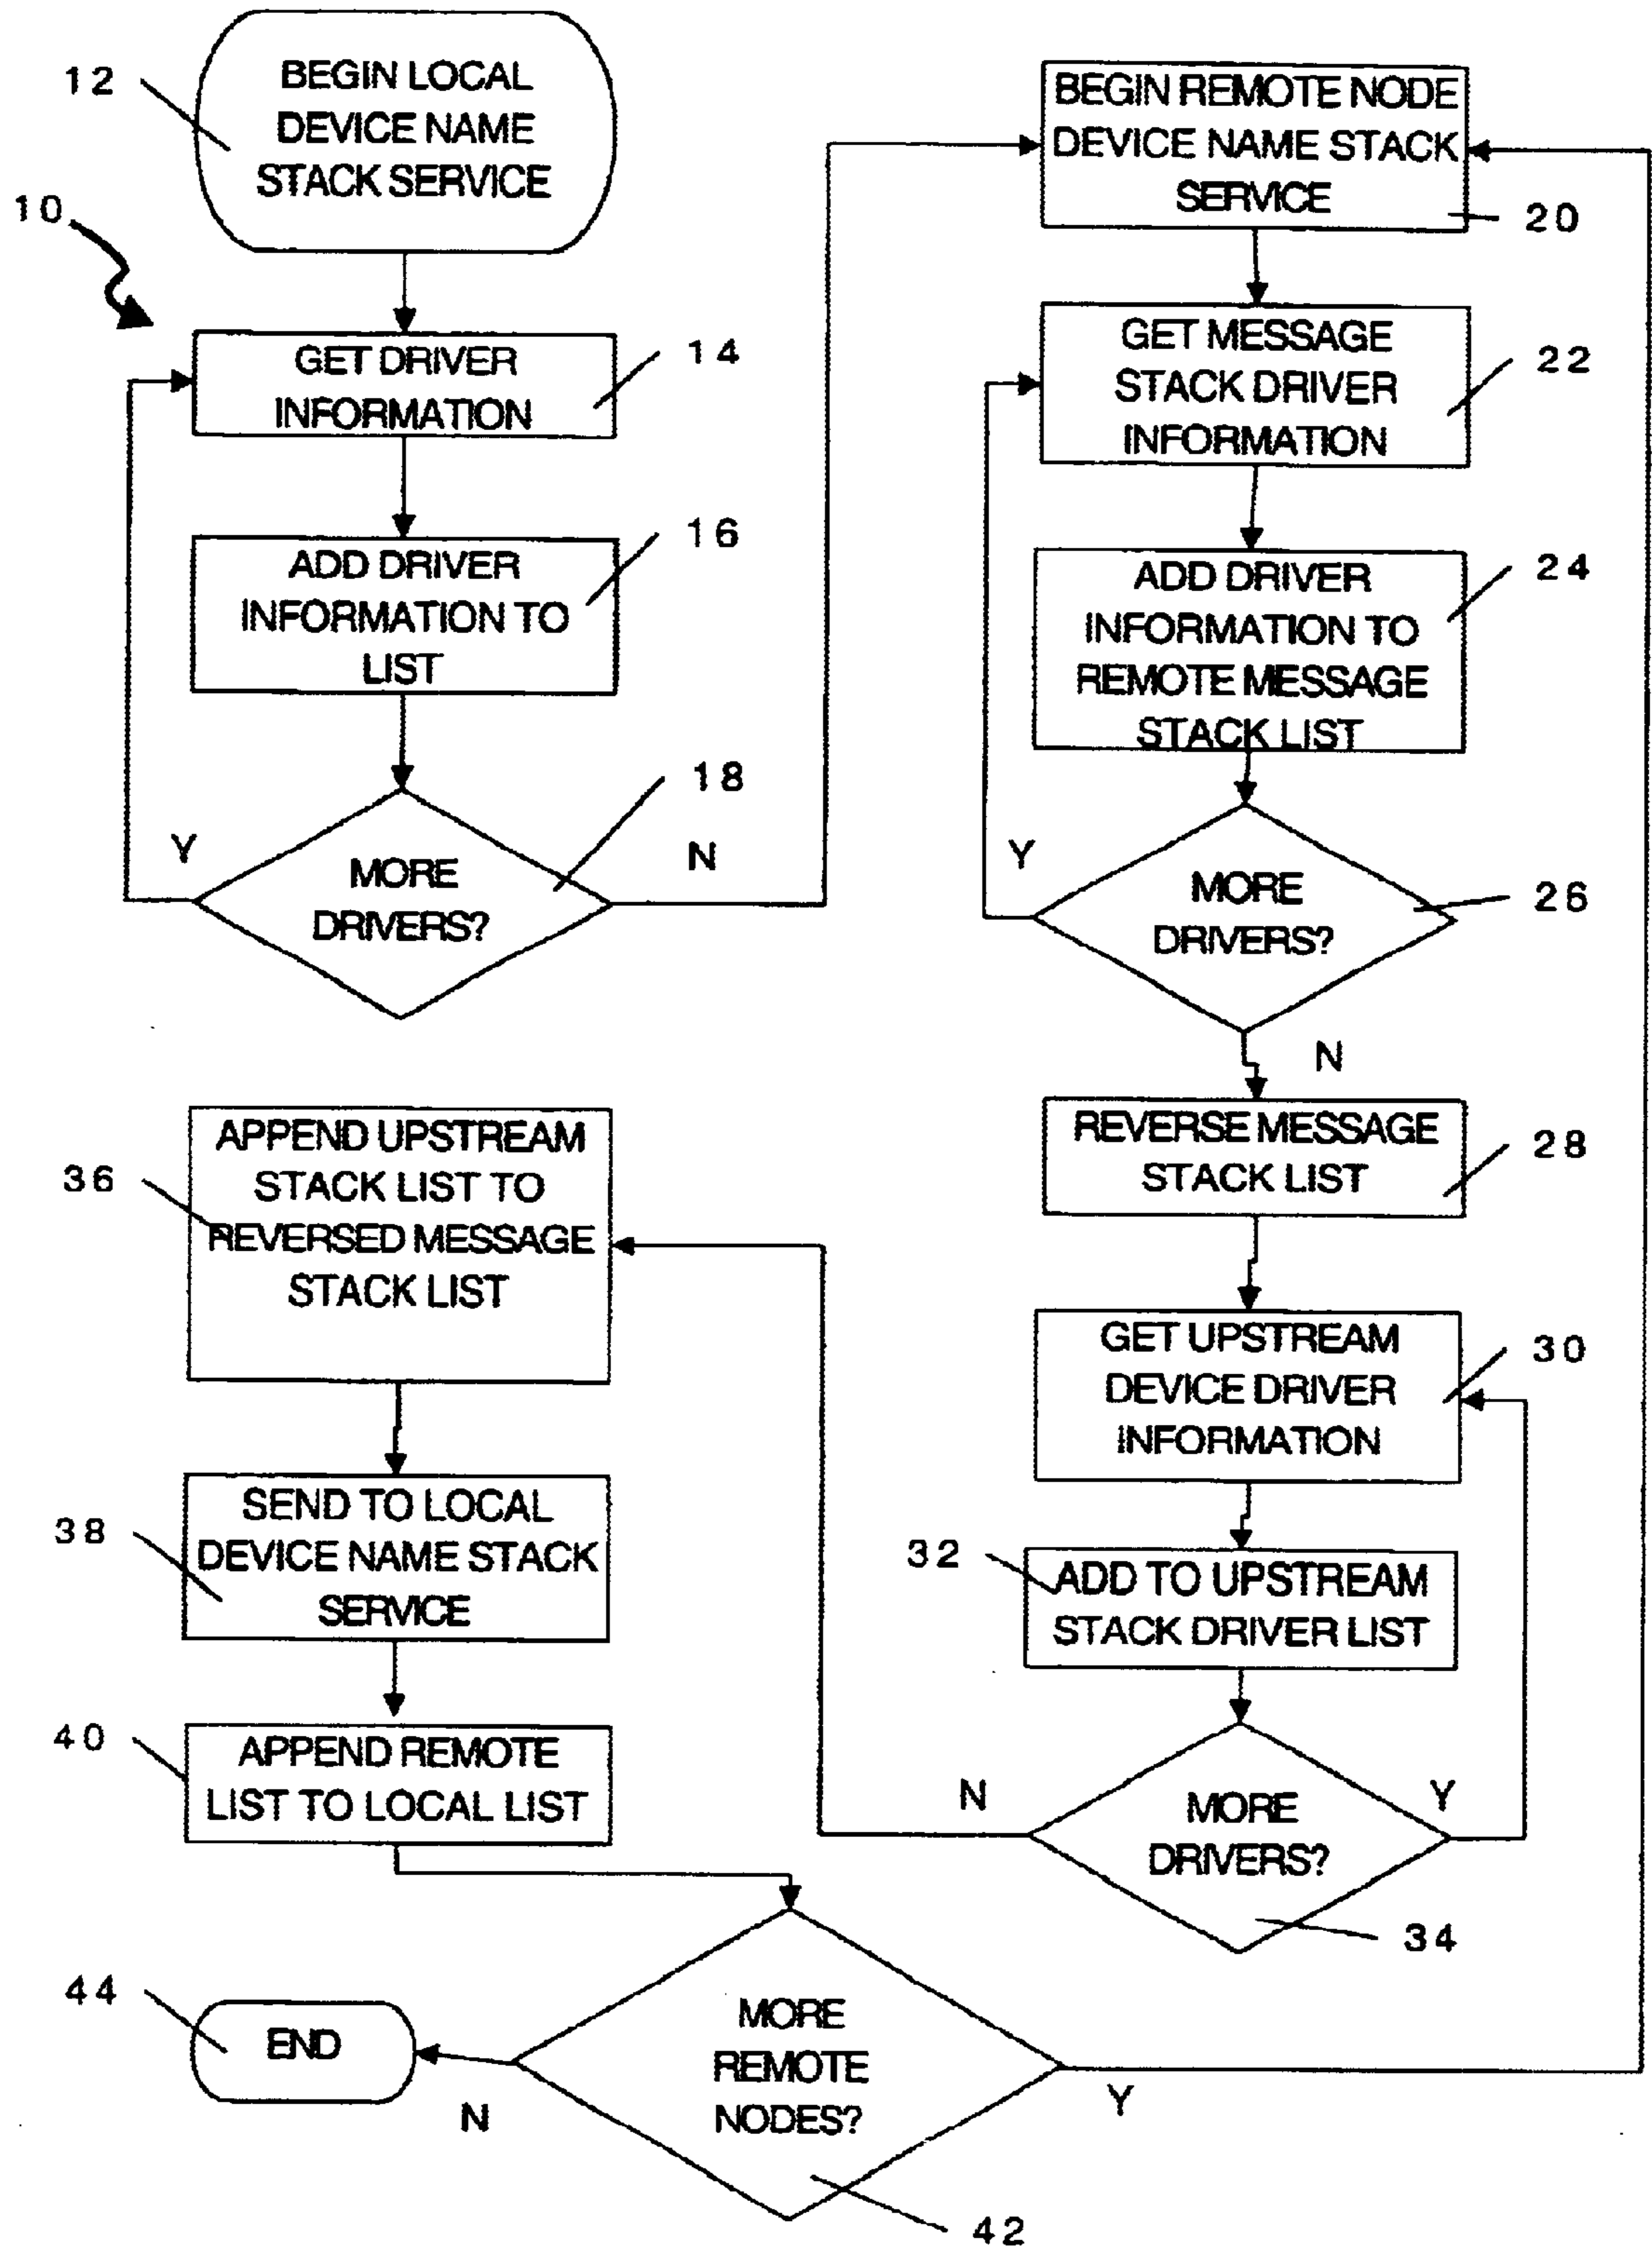 12
BEGIN LOCAL
DEVICE NAME
STACK SERVICE
10
GET DRIVER
INFORMATION
14
ADD DRIVER
INFORMATION TO
LIST
16
MORE
DRIVERS?
18
Y
N
BEGIN REMOTE NODE
DEVICE NAME STACK
SERVICE
20
GET MESSAGE
STACK DRIVER
INFORMATION
22
ADD DRIVER
INFORMATION TO
REMOTE MESSAGE
STACK LIST
24
MORE
DRIVERS?
26
Y
N
REVERSE MESSAGE
STACK LIST
28
GET UPSTREAM
DEVICE DRIVER
INFORMATION
30
32
ADD TO UPSTREAM
STACK DRIVER LIST
N
Y
MORE
DRIVERS?
34
APPEND UPSTREAM
STACK LIST TO
REVERSED MESSAGE
STACK LIST
36
SEND TO LOCAL
DEVICE NAME STACK
SERVICE
38
APPEND REMOTE
LIST TO LOCAL LIST
40
MORE
REMOTE
NODES?
42
N
Y
44
END